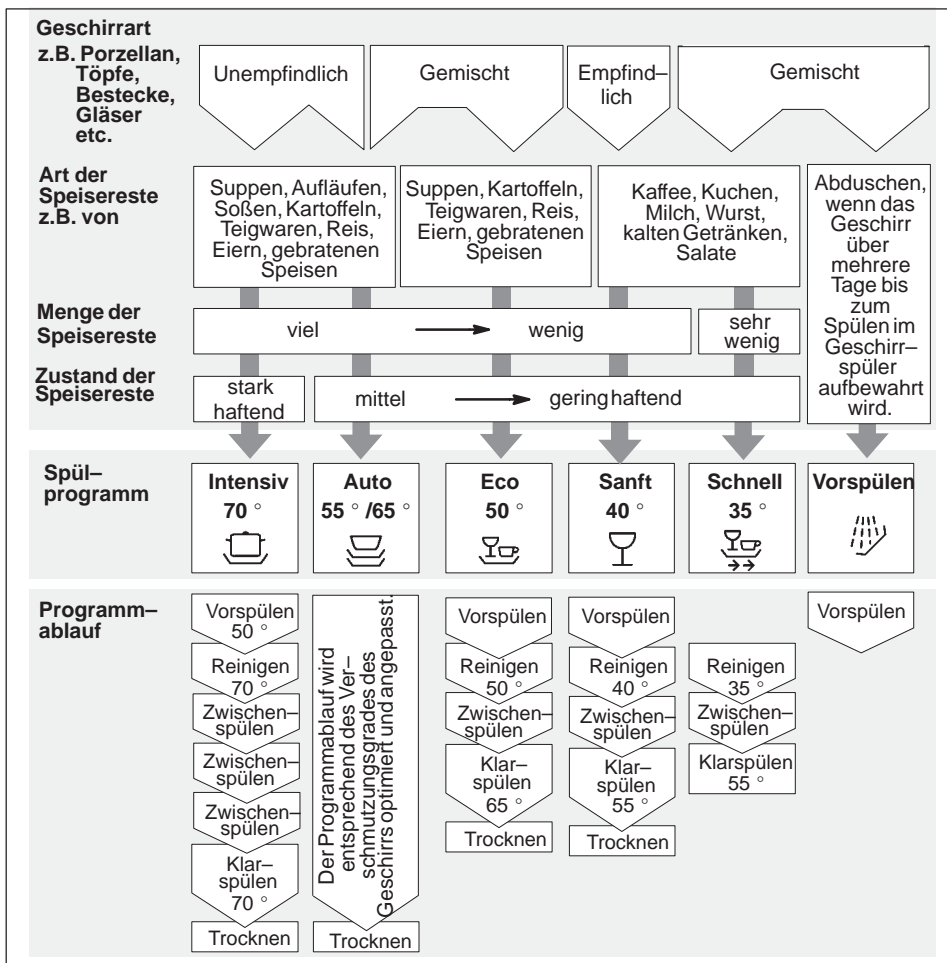 Geschirrart
z.B. Porzellan,
Töpfe,
Bestecke,
Gläser
etc.
Unempfindlich
Gemischt
Empfind–
lich
Gemischt
Art der
Speisereste
z.B. von
Suppen, Aufläufen,
Soßen, Kartoffeln,
Teigwaren, Reis,
Eiern, gebratenen
Speisen
Suppen, Kartoffeln,
Teigwaren, Reis,
Eiern, gebratenen
Speisen
Kaffee, Kuchen,
Milch, Wurst,
kalten Getränken,
Salate
Abduschen,
wenn das
Geschirr
über
mehrere
Tage bis
zum
Spülen im
Geschirr–
spüler
aufbewahrt
wird.
Menge der
Speisereste
viel
wenig
sehr
wenig
Zustand der
Speisereste
stark
haftend
mittel
gering haftend
Spül–
programm
Intensiv
70 °
Auto
55 ° /65 °
Eco
50 °
Sanft
40 °
Schnell
35 °
Vorspülen
Programm–
ablauf
Vorspülen
50 °
Reinigen
70 °
Zwischen–
spülen
Zwischen–
spülen
Zwischen–
spülen
Klar–
spülen
70 °
Trocknen
Der Programmablauf wird
entsprechend des Ver–
schmutzungsgrades des
Geschirrs optimiert und angepasst.
Trocknen
Vorspülen
Reinigen
50 °
Zwischen–
spülen
Klar–
spülen
65 °
Trocknen
Vorspülen
Reinigen
40 °
Zwischen–
spülen
Klar–
spülen
55 °
Trocknen
Reinigen
35 °
Zwischen–
spülen
Klarspülen
55 °
Vorspülen